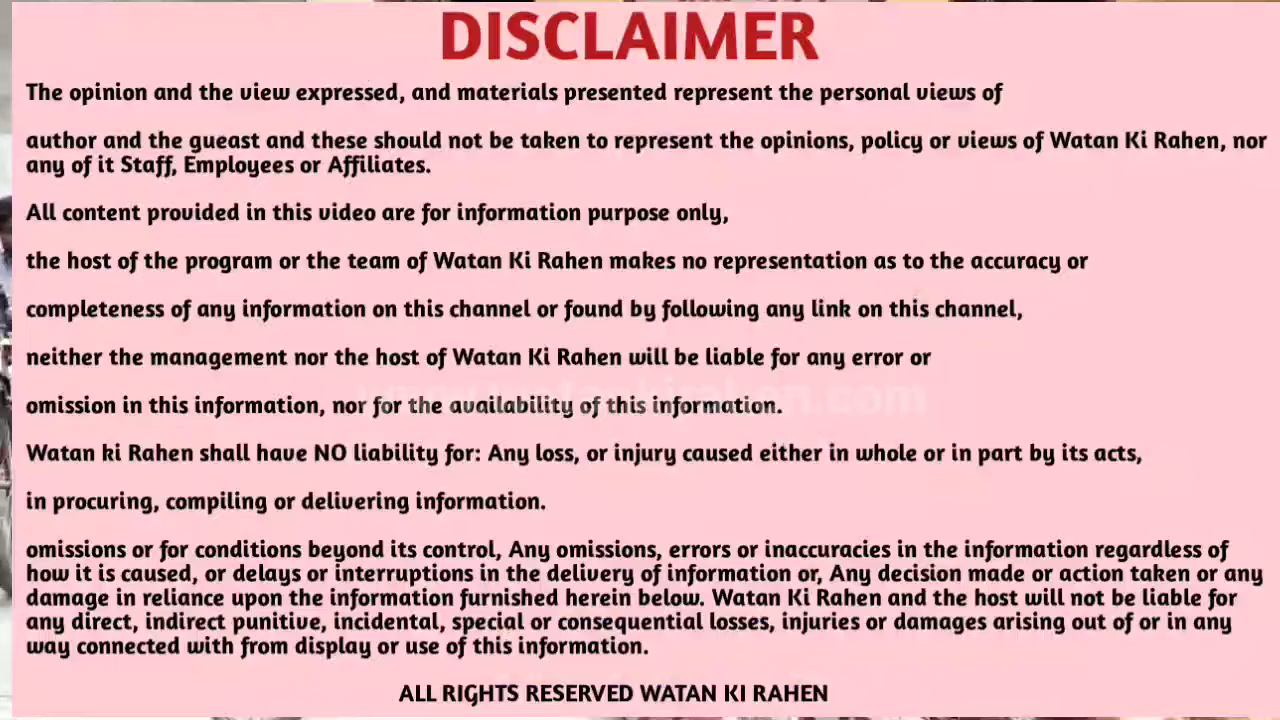 DISCLAIMER
The opinion and the view expressed, and materials presented represent the personal views of
author and the gueast and these should not be taken to represent the opinions, policy or views of Watan Ki Rahen, nor
any of it Staff, Employees or Affiliates.
All content provided in this video are for information purpose only,
the host of the program or the team of Watan Ki Rahen makes no representation as to the accuracy or
completeness of any information on this channel or found by following any link on this channel,
neither the management nor the host of Watan Ki Rahen will be liable for any error or
omission in this information, nor for the availability of this information.
Watan ki Rahen shall have NO liability for: Any loss, or injury caused either in whole or in part by its acts,
in procuring, compiling or delivering information.
omissions or for conditions beyond its control, Any omissions, errors or inaccuracies in the information regardless of
how it is caused, or delays or interruptions in the delivery of information or, Any decision made or action taken or any
damage in reliance upon the information furnished herein below. Watan Ki Rahen and the host will not be liable for
any direct, indirect punitive, incidental, special or consequential losses, injuries or damages arising out of or in any
way connected with from display or use of this information.
ALL RIGHTS RESERVED WATAN KI RAHEN